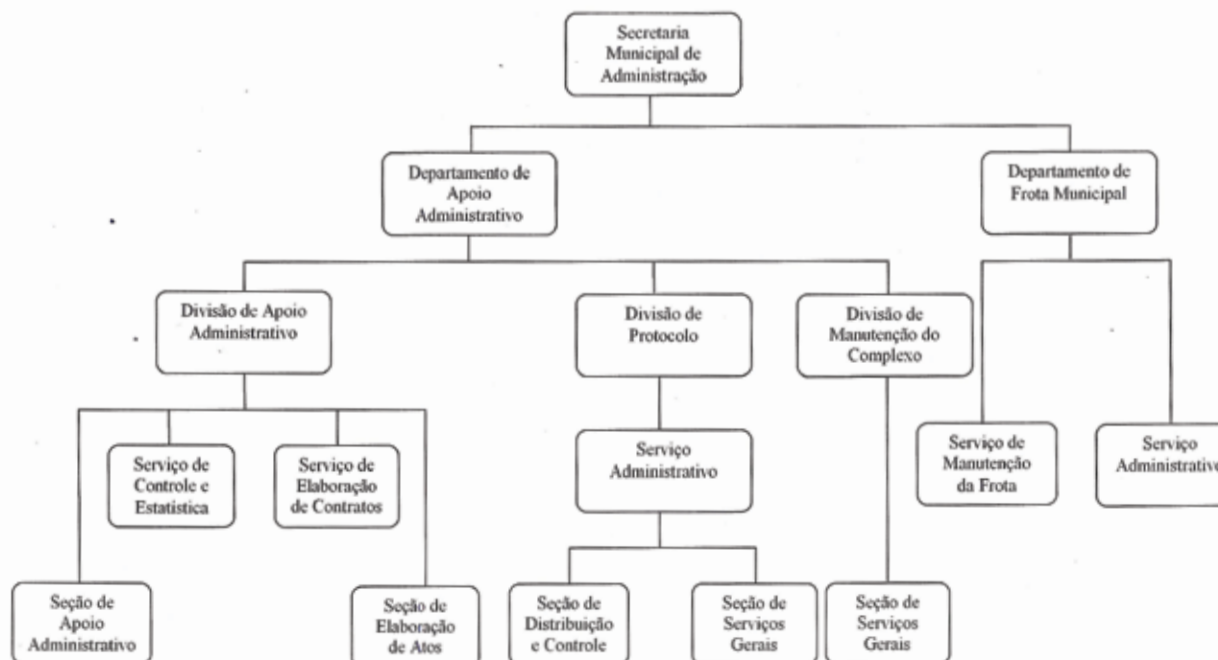 Secretaria
Municipal de
Administração
Departamento de
Apoio
Administrativo
Departamento de
Frota Municipal
Divisão de Apoio
Administrativo
Divisão de
Protocolo
Divisão de
Manutenção do
Complexo
Serviço de
Controle e
Estatística
Serviço de
Elaboração
de Contratos
Serviço
Administrativo
Serviço de
Manutenção
da Frota
Serviço
Administrativo
Seção de
Apoio
Administrativo
Seção de
Elaboração
de Atos
Seção de
Distribuição
e Controle
Seção de
Serviços
Gerais
Seção de
Serviços
Gerais